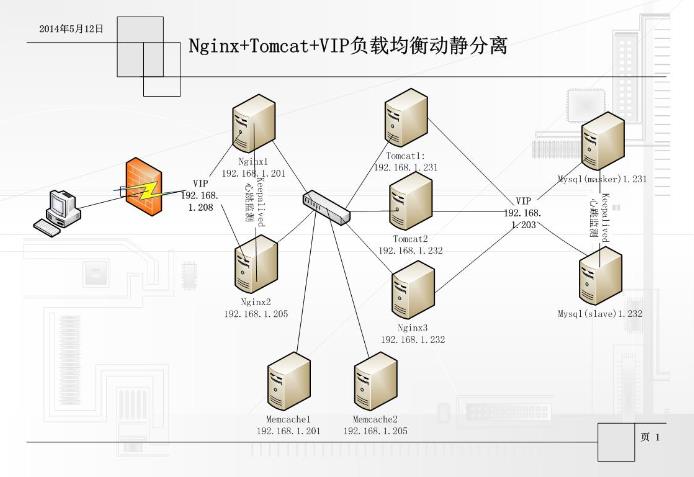 2014年5月12日
Nginx+Tomcat+VIP负载均衡动静分离
Nginx1
192.168.1.201
Keepalived
心跳监测
VIP
192.168.
1.208
Nginx2
192.168.1.205
Tomcat1:
192.168.1.231
Tomcat2
192.168.1.232
Nginx3
192.168.1.232
VIP
192.168.
1.203
Mysql(masker)1.231
Keepalived
心跳监测
Mysql(slave)1.232
Memcache1
192.168.1.201
Memcache2
192.168.1.205
页 1